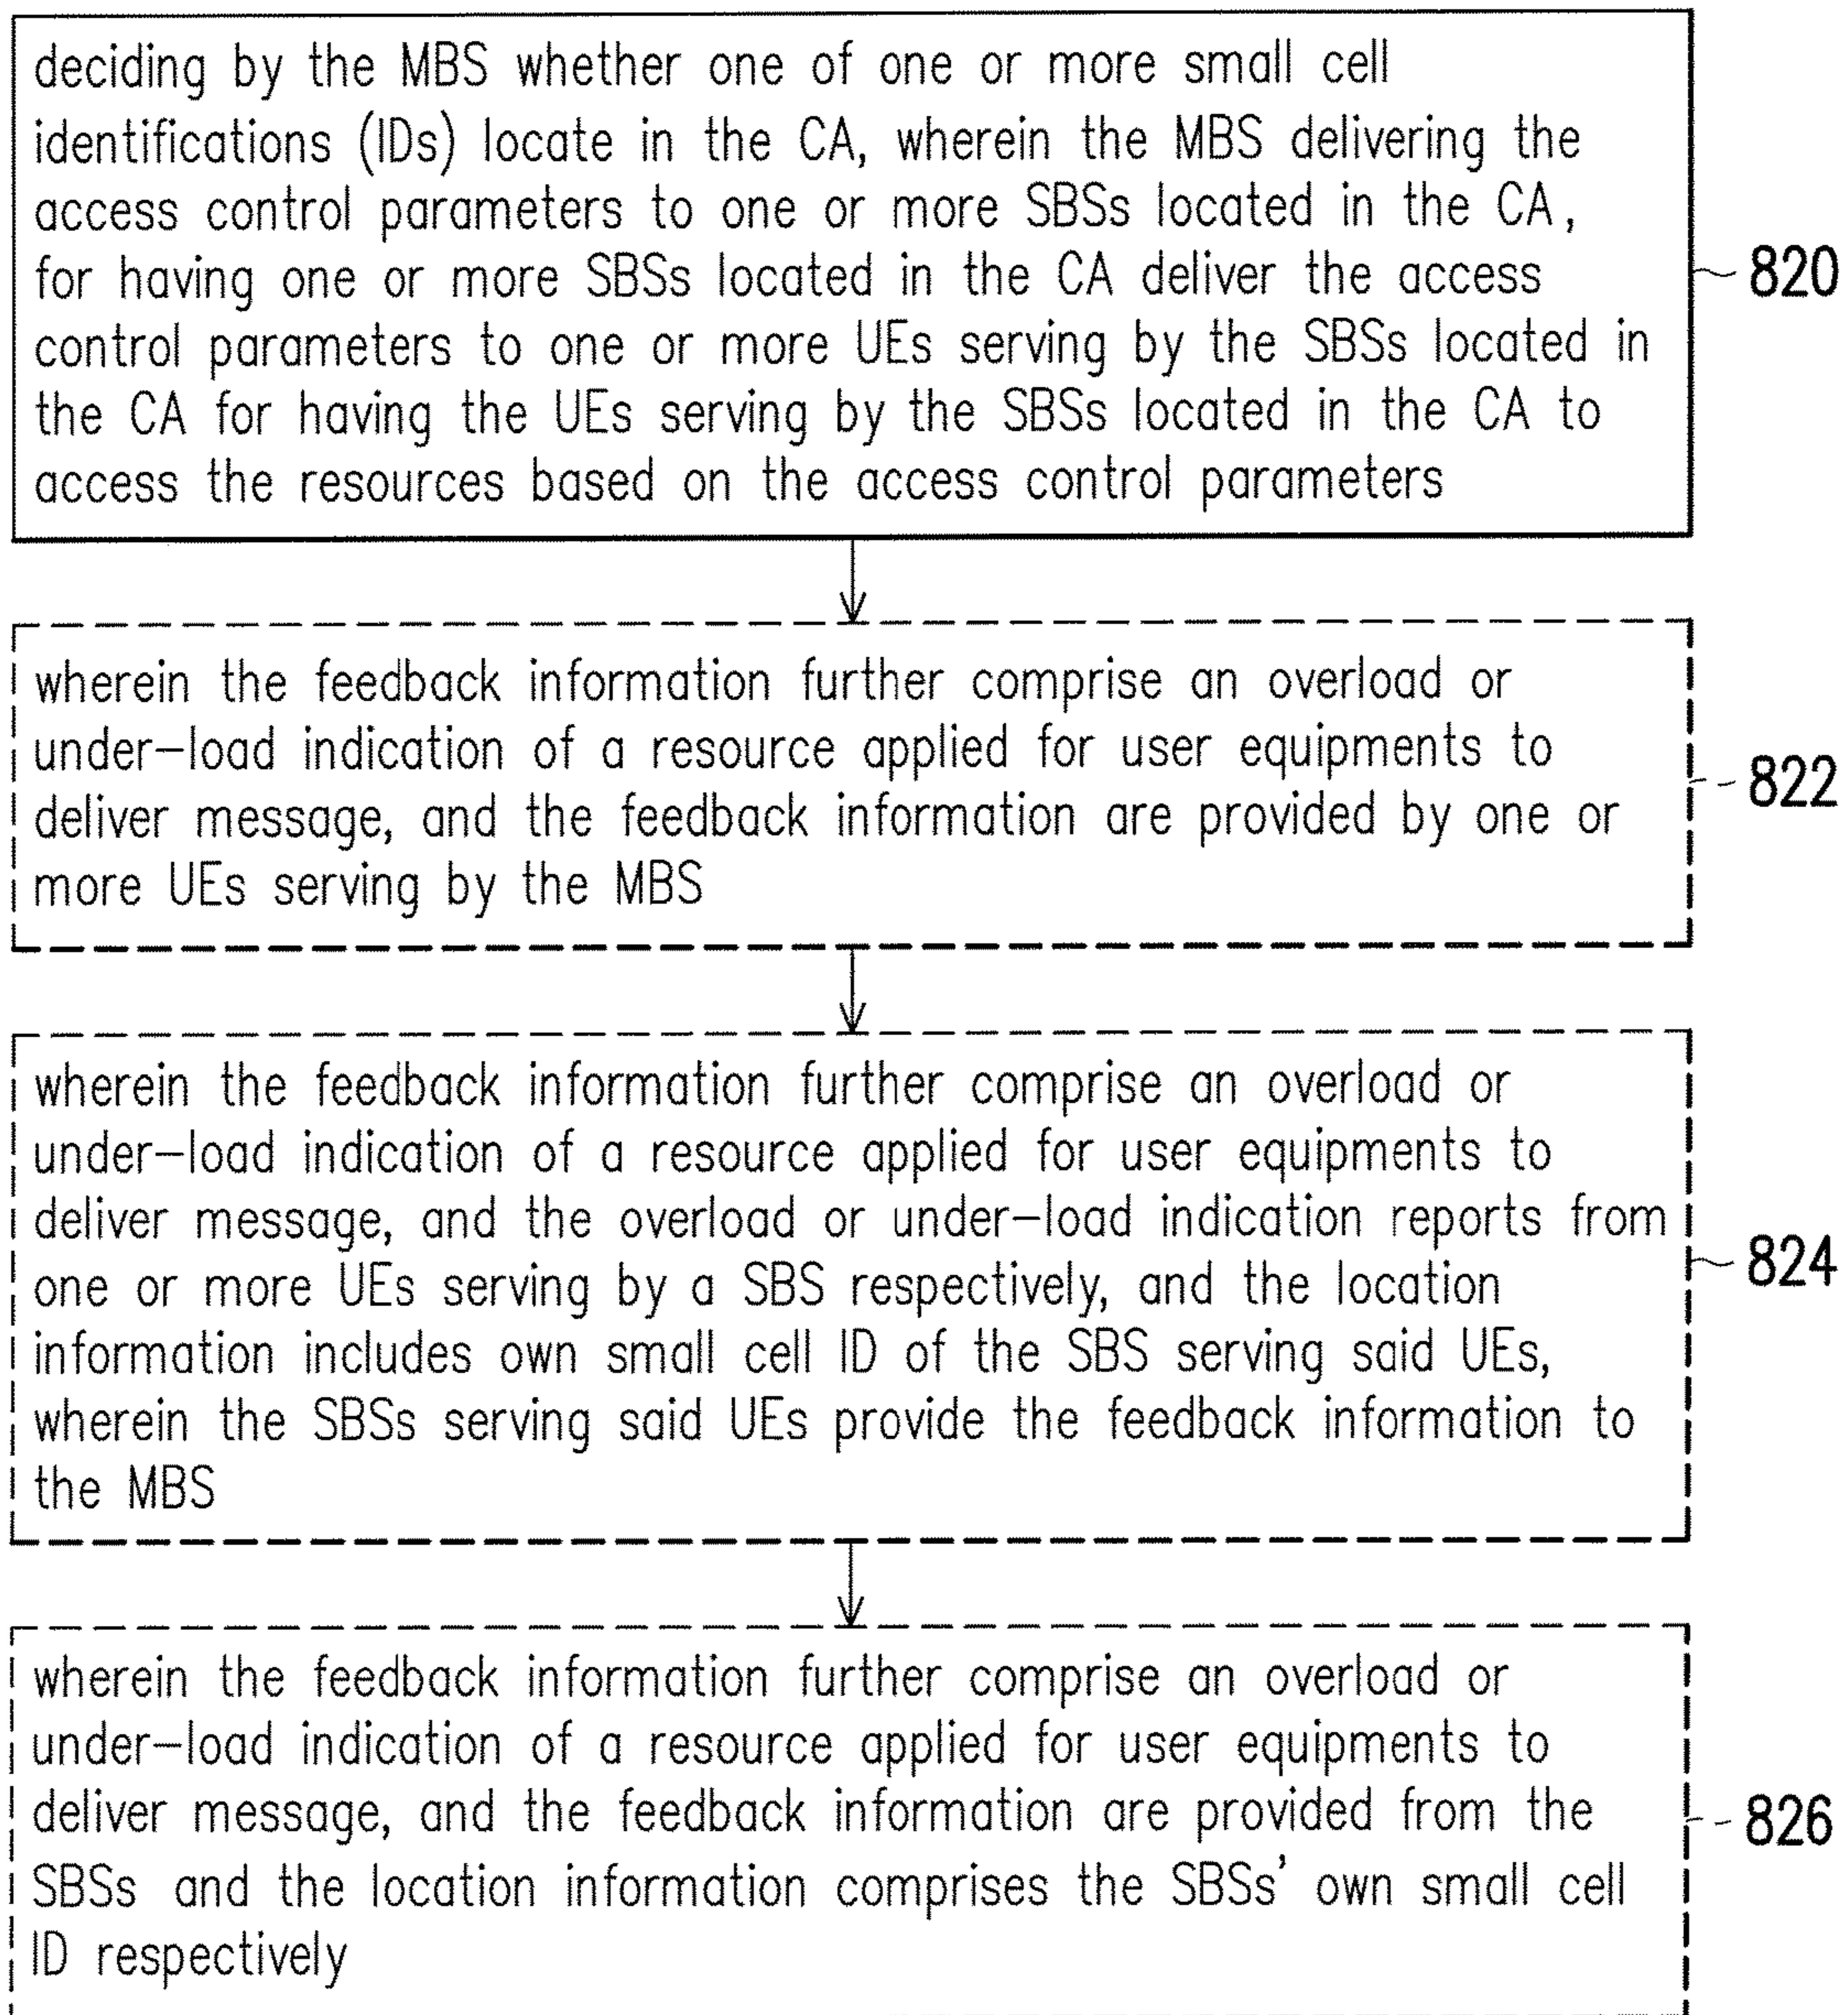 deciding by the MBS whether one of one or more small cell
identifications (IDs) locate in the CA, wherein the MBS delivering the
access control parameters to one or more SBSs located in the CA,
for having one or more SBSs located in the CA deliver the access
control parameters to one or more UEs serving by the SBSs located in
the CA for having the UEs serving by the SBSs located in the CA to
access the resources based on the access control parameters
820
wherein the feedback information further comprise an overload or
under-load indication of a resource applied for user equipments to
deliver message, and the feedback information are provided by one or
more UEs serving by the MBS
822
wherein the feedback information further comprise an overload or
under-load indication of a resource applied for user equipments to
deliver message, and the overload or under-load indication reports from
one or more UEs serving by a SBS respectively, and the location
information includes own small cell ID of the SBS serving said UEs,
wherein the SBSs serving said UEs provide the feedback information to
the MBS
824
wherein the feedback information further comprise an overload or
under-load indication of a resource applied for user equipments to
deliver message, and the feedback information are provided from the
SBSs and the location information comprises the SBSs' own small cell
ID respectively
826